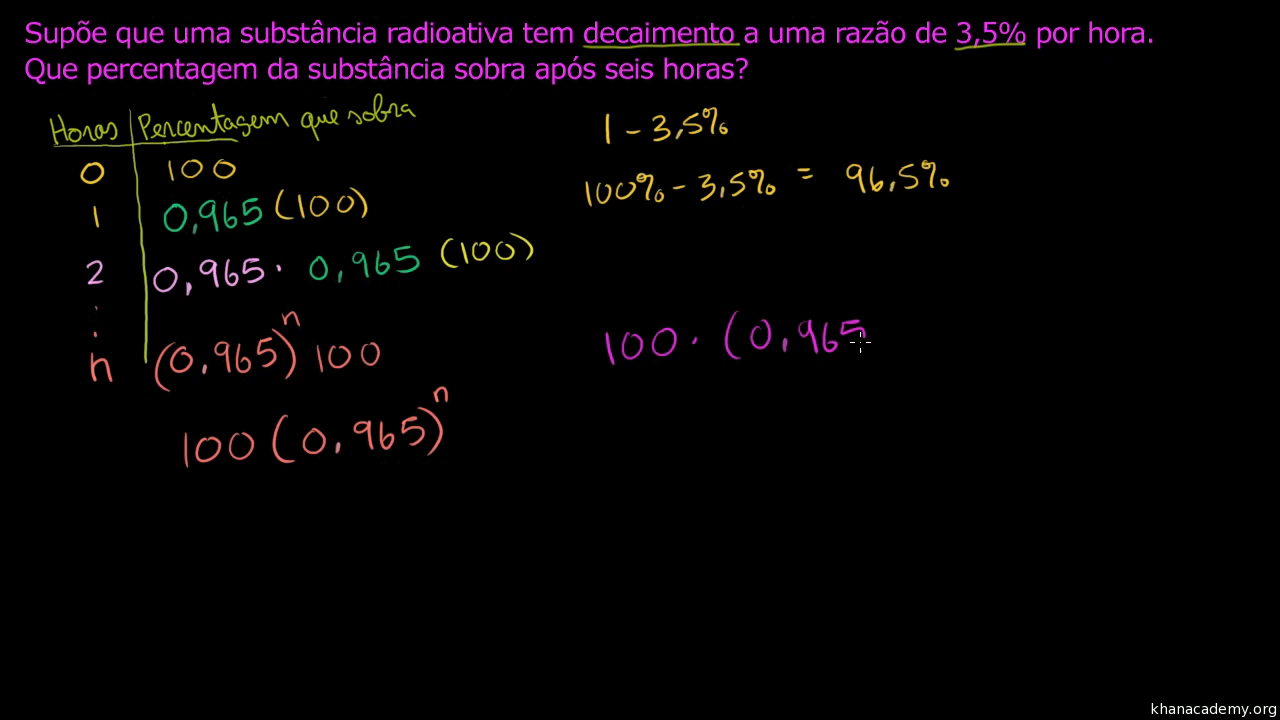 Supõe que uma substância radioativa tem decaimento a uma razão de 3,5% por hora.
Que percentagem da substância sobra após seis horas?
Horas Percentagem que sobra
0 100
1 0,965 (100)
2 0,965 · 0,965 (100)
n (0,965)^n 100
100 (0,965)^n
1 - 3,5%
100% - 3,5% = 96,5%
100 · (0,965
khanacademy.org